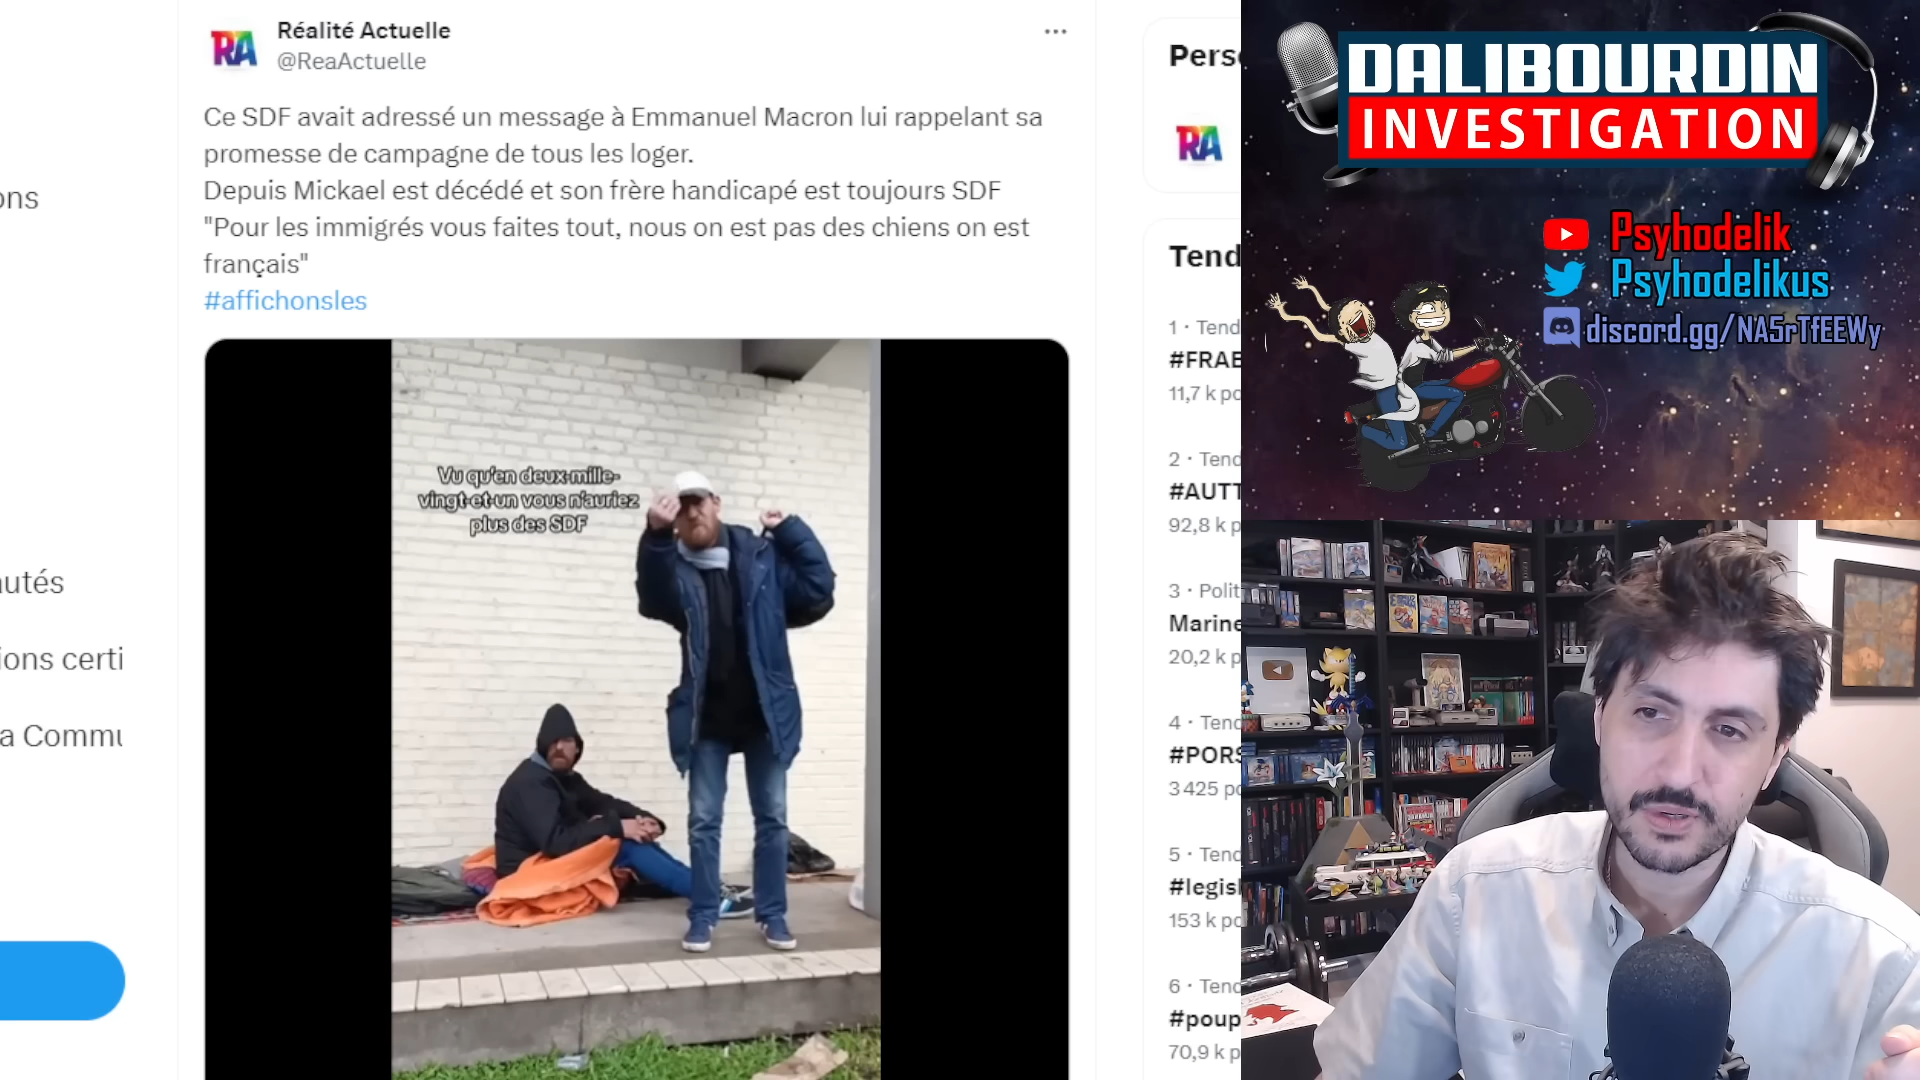 Réalité Actuelle
@ReaActuelle
Ce SDF avait adressé un message à Emmanuel Macron lui rappelant sa
promesse de campagne de tous les loger.
Depuis Mickael est décédé et son frère handicapé est toujours SDF
"Pour les immigrés vous faites tout, nous on est pas des chiens on est
français"
#affichonsles
Vu qu'en deux-mille-
vingt-et-un vous n'auriez
plus des SDF
ons
autés
ions certi
a Commu
Pers
RA
RA
Tend
1 · Tend
#FRAE
11,7 k po
2 · Tend
#AUTT
92,8 k p
3 · Polit
Marine
20,2 k p
4 · Tend
#PORS
3 425 po
5 · Tend
#legisl
153 k po
6 · Tend
#poup
70,9 k p
DALIBOURDIN
INVESTIGATION
Psyhodelik
Psyhodelikus
discord.gg/NA5rTfEEWy